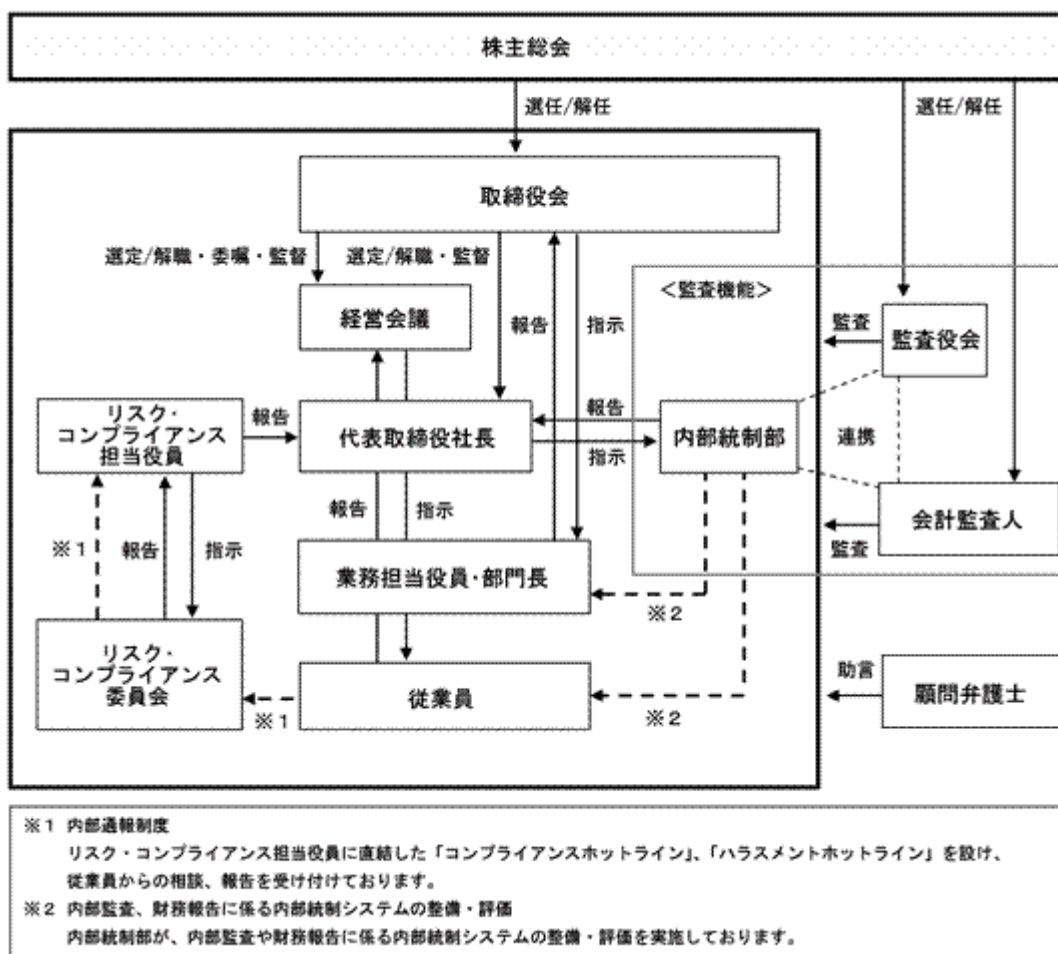 株主総会
選任/解任
選任/解任
取締役会
選定/解職・委嘱・監督
選定/解職・監督
＜監査機能＞
経営会議
報告
指示
監査
監査役会
リスク・
コンプライアンス
担当役員
報告
代表取締役社長
報告
指示
内部統制部
連携
報告
指示
会計監査人
監査
※１
報告
指示
業務担当役員・部門長
※２
リスク・
コンプライアンス
委員会
※１
従業員
※２
助言
顧問弁護士
※１ 内部通報制度
リスク・コンプライアンス担当役員に直結した「コンプライアンスホットライン」、「ハラスメントホットライン」を設け、
従業員からの相談、報告を受け付けております。
※２ 内部監査、財務報告に係る内部統制システムの整備・評価
内部統制部が、内部監査や財務報告に係る内部統制システムの整備・評価を実施しております。